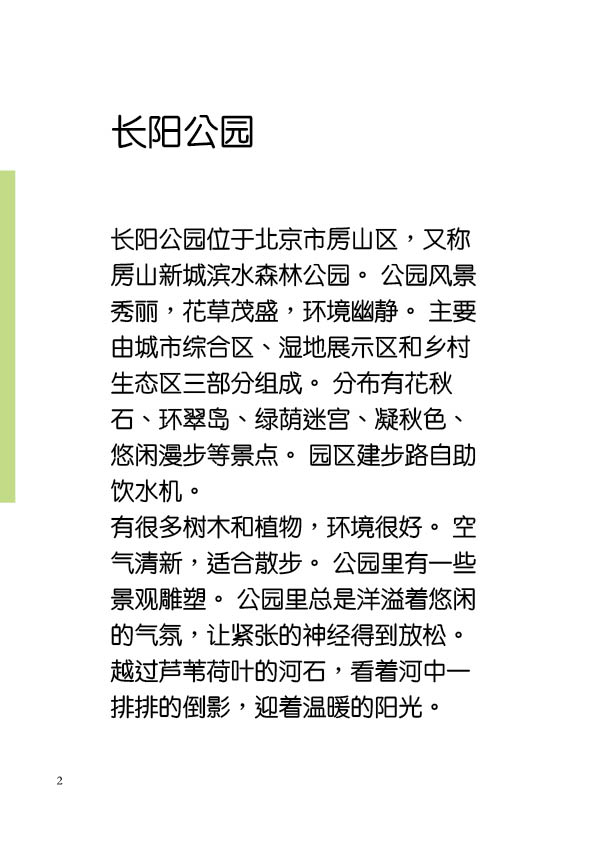 长阳公园
长阳公园位于北京市房山区，又称
房山新城滨水森林公园。 公园风景
秀丽，花草茂盛，环境幽静。 主要
由城市综合区、湿地展示区和乡村
生态区三部分组成。 分布有花秋
石、环翠岛、绿荫迷宫、凝秋色、
悠闲漫步等景点。 园区建步路自助
饮水机。
有很多树木和植物，环境很好。 空
气清新，适合散步。 公园里有一些
景观雕塑。 公园里总是洋溢着悠闲
的气氛，让紧张的神经得到放松。
越过芦苇荷叶的河石，看着河中一
排排的倒影，迎着温暖的阳光。
2